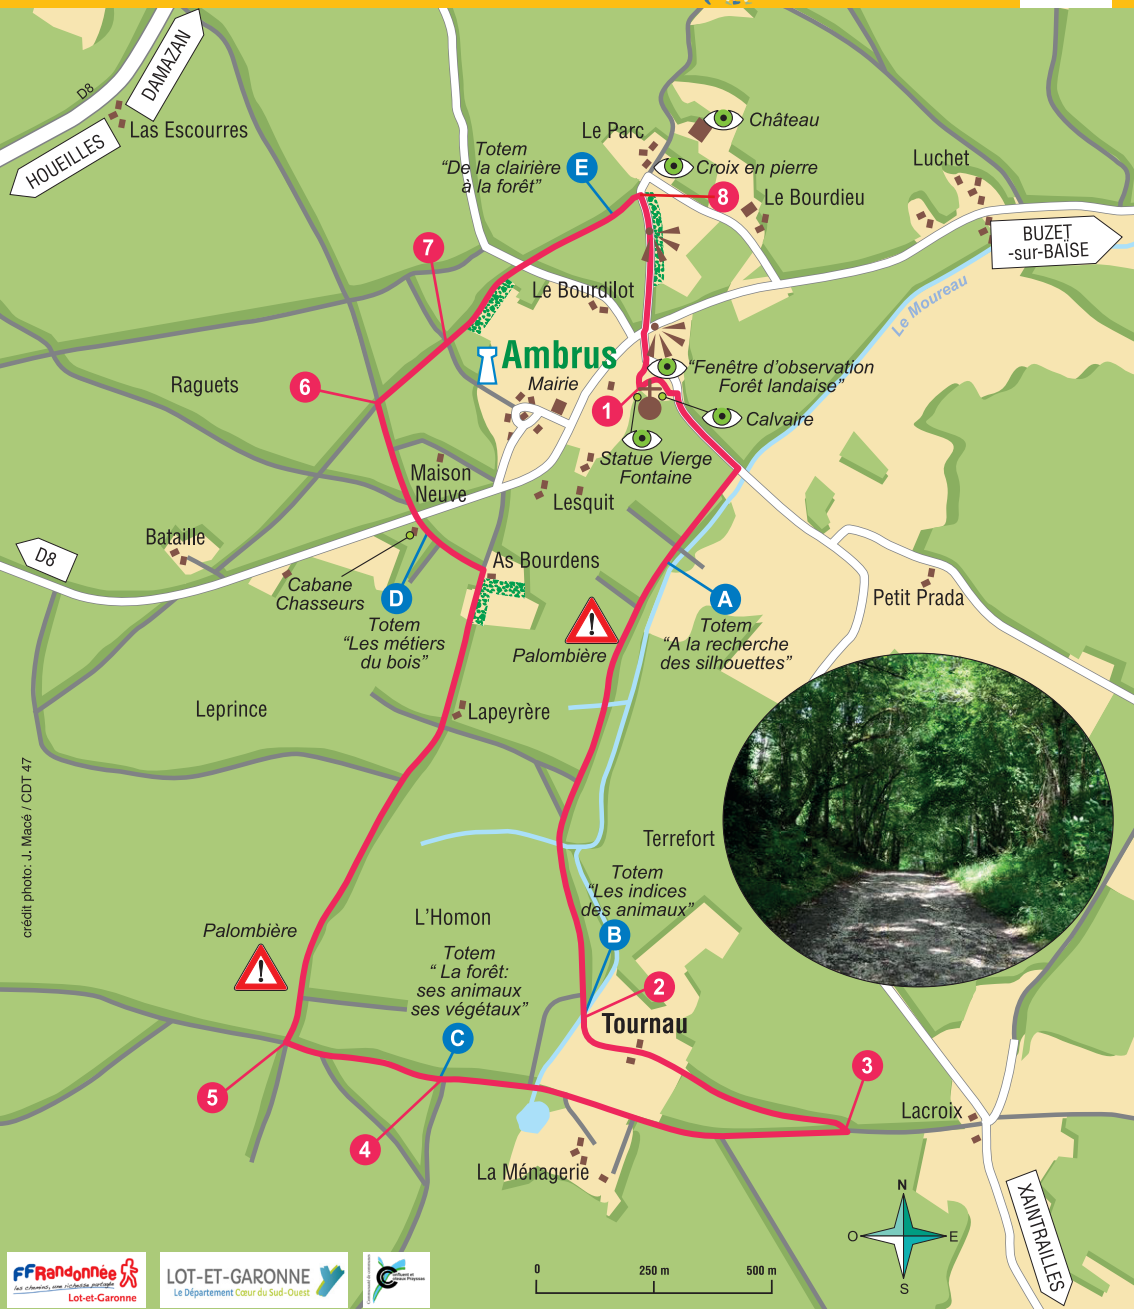 D8
DAMAZAN
HOUEILLES
Las Escourres
Totem
“De la clairière
à la forêt”
E
Le Parc
Château
Croix en pierre
8
Le Bourdieu
Luchet
BUZET
-sur-BAÏSE
Le Moureau
7
Le Bourdilot
Ambrus
Mairie
Raguets
6
“Fenêtre d’observation
Forêt landaise”
1
Calvaire
Statue Vierge
Fontaine
Maison
Neuve
Lesquit
Bataille
D8
As Bourdens
Cabane
Chasseurs
D
Totem
“Les métiers
du bois”
Palombière
A
Totem
“A la recherche
des silhouettes”
Petit Prada
Leprince
Lapeyrère
crédit photo: J. Macé / CDT 47
Terrefort
Totem
“Les indices
des animaux”
B
L’Homon
Palombière
Totem
“ La forêt:
ses animaux
ses végétaux”
C
2
Tournau
3
5
4
Lacroix
La Ménagerie
XAINTRAILLES
N
O
E
S
0
250 m
500 m
FFRandonnée
les chemins, une richesse partagée
Lot-et-Garonne
LOT-ET-GARONNE
Le Département Cœur du Sud-Ouest